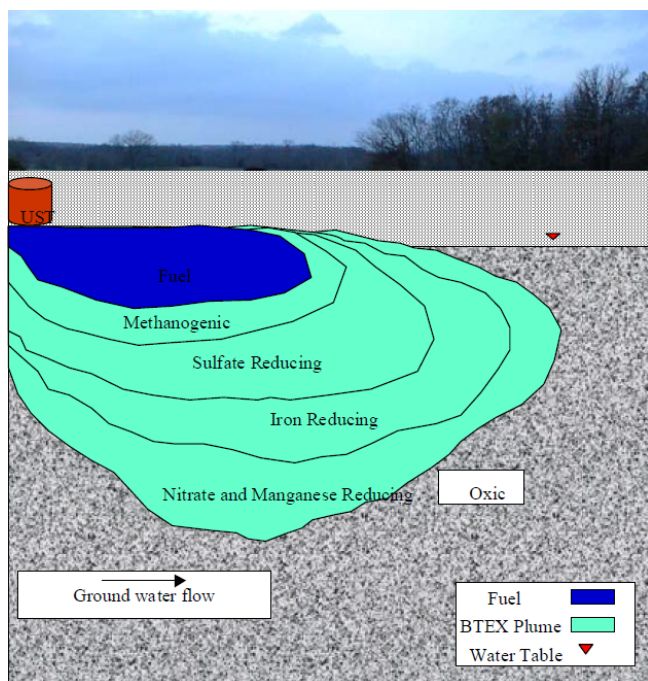 UST
Fuel
Methanogenic
Sulfate Reducing
Iron Reducing
Nitrate and Manganese Reducing
Oxic
Ground water flow
Fuel
BTEX Plume
Water Table